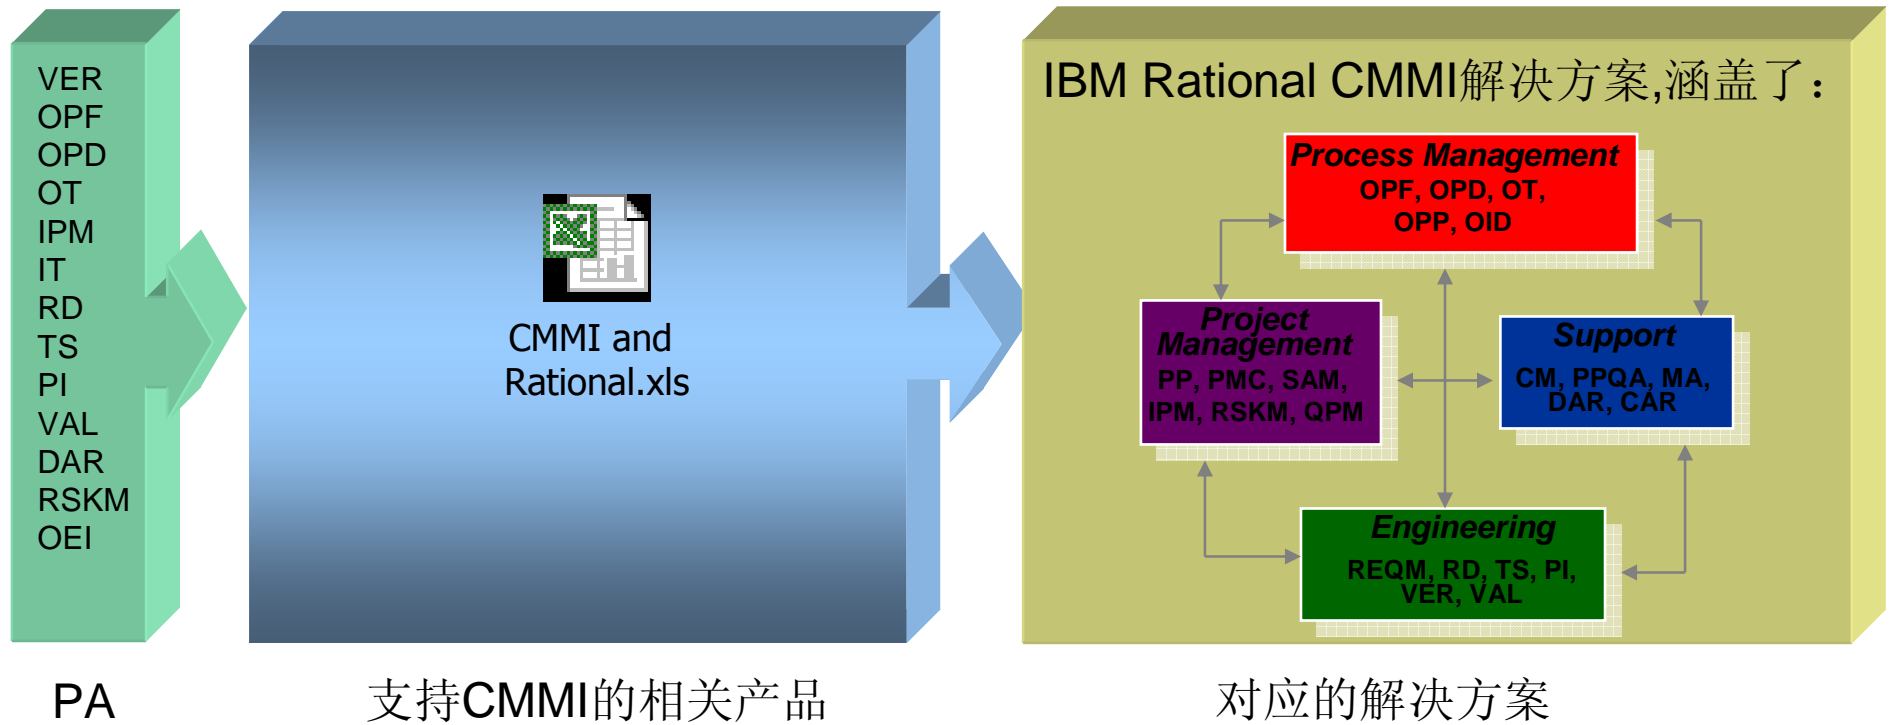 VER
OPF
OPD
OT
IPM
IT
RD
TS
PI
VAL
DAR
RSKM
OEI
PA
CMMI and
Rational.xls
支持CMMI的相关产品
IBM Rational CMMI解决方案,涵盖了：
Process Management
OPF, OPD, OT,
OPP, OID
Project
Management
PP, PMC, SAM,
IPM, RSKM, QPM
Support
CM, PPQA, MA,
DAR, CAR
Engineering
REQM, RD, TS, PI,
VER, VAL
对应的解决方案